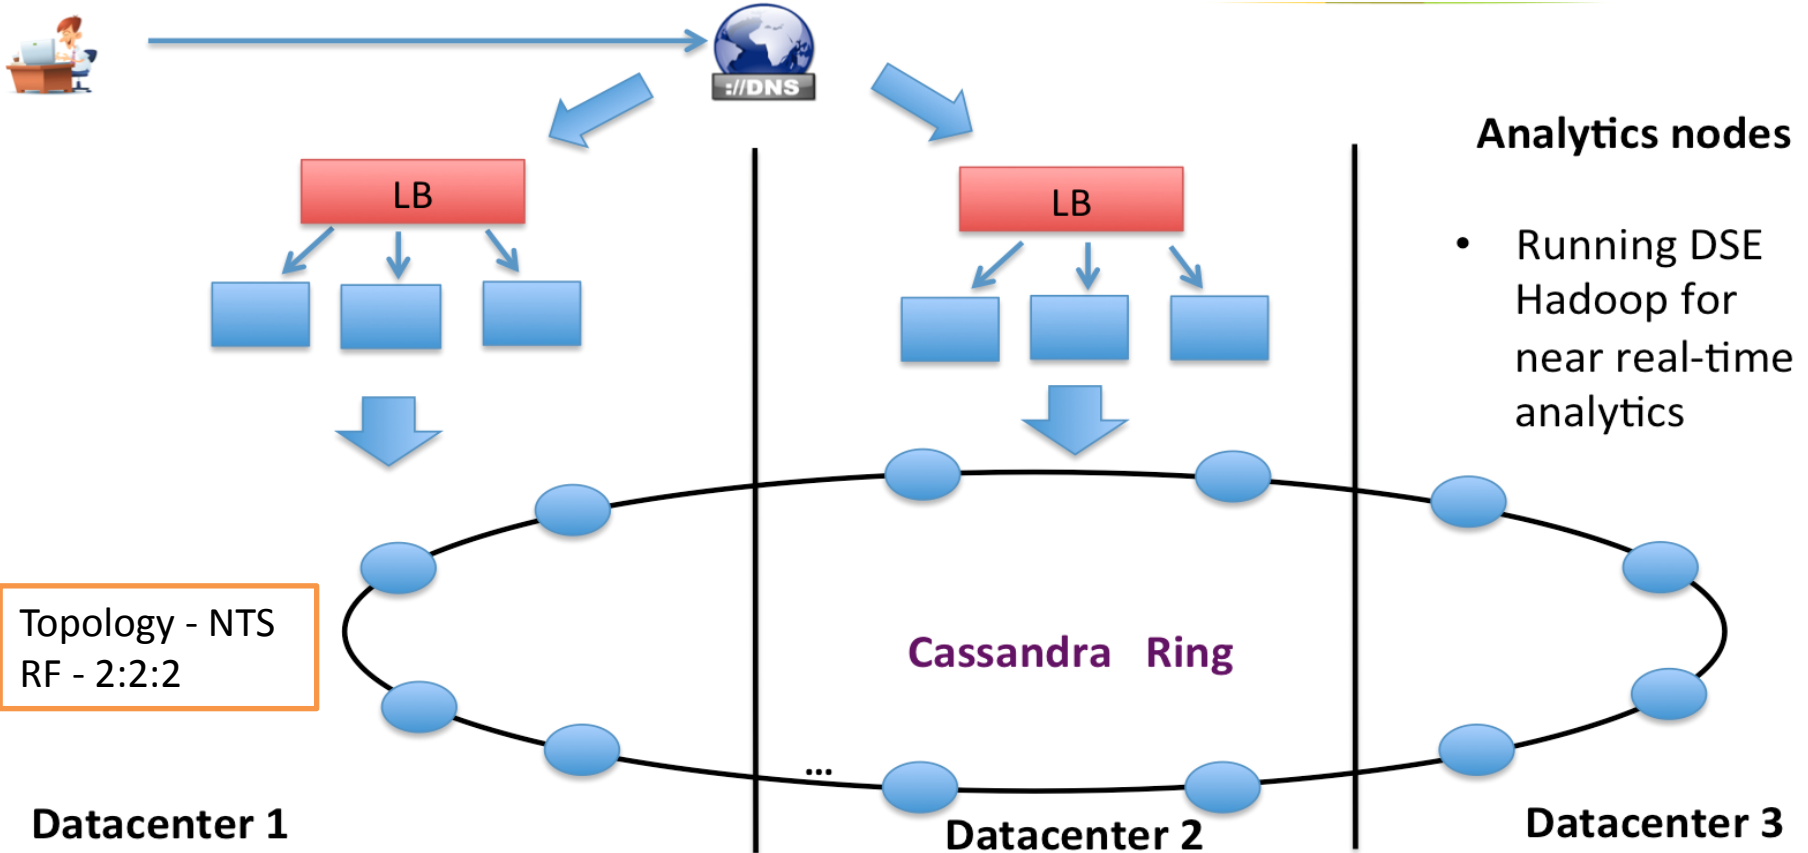 ://DNS
LB
LB
Analytics nodes
• Running DSE
Hadoop for
near real-time
analytics
Topology - NTS
RF - 2:2:2
Cassandra Ring
...
Datacenter 1
Datacenter 2
Datacenter 3